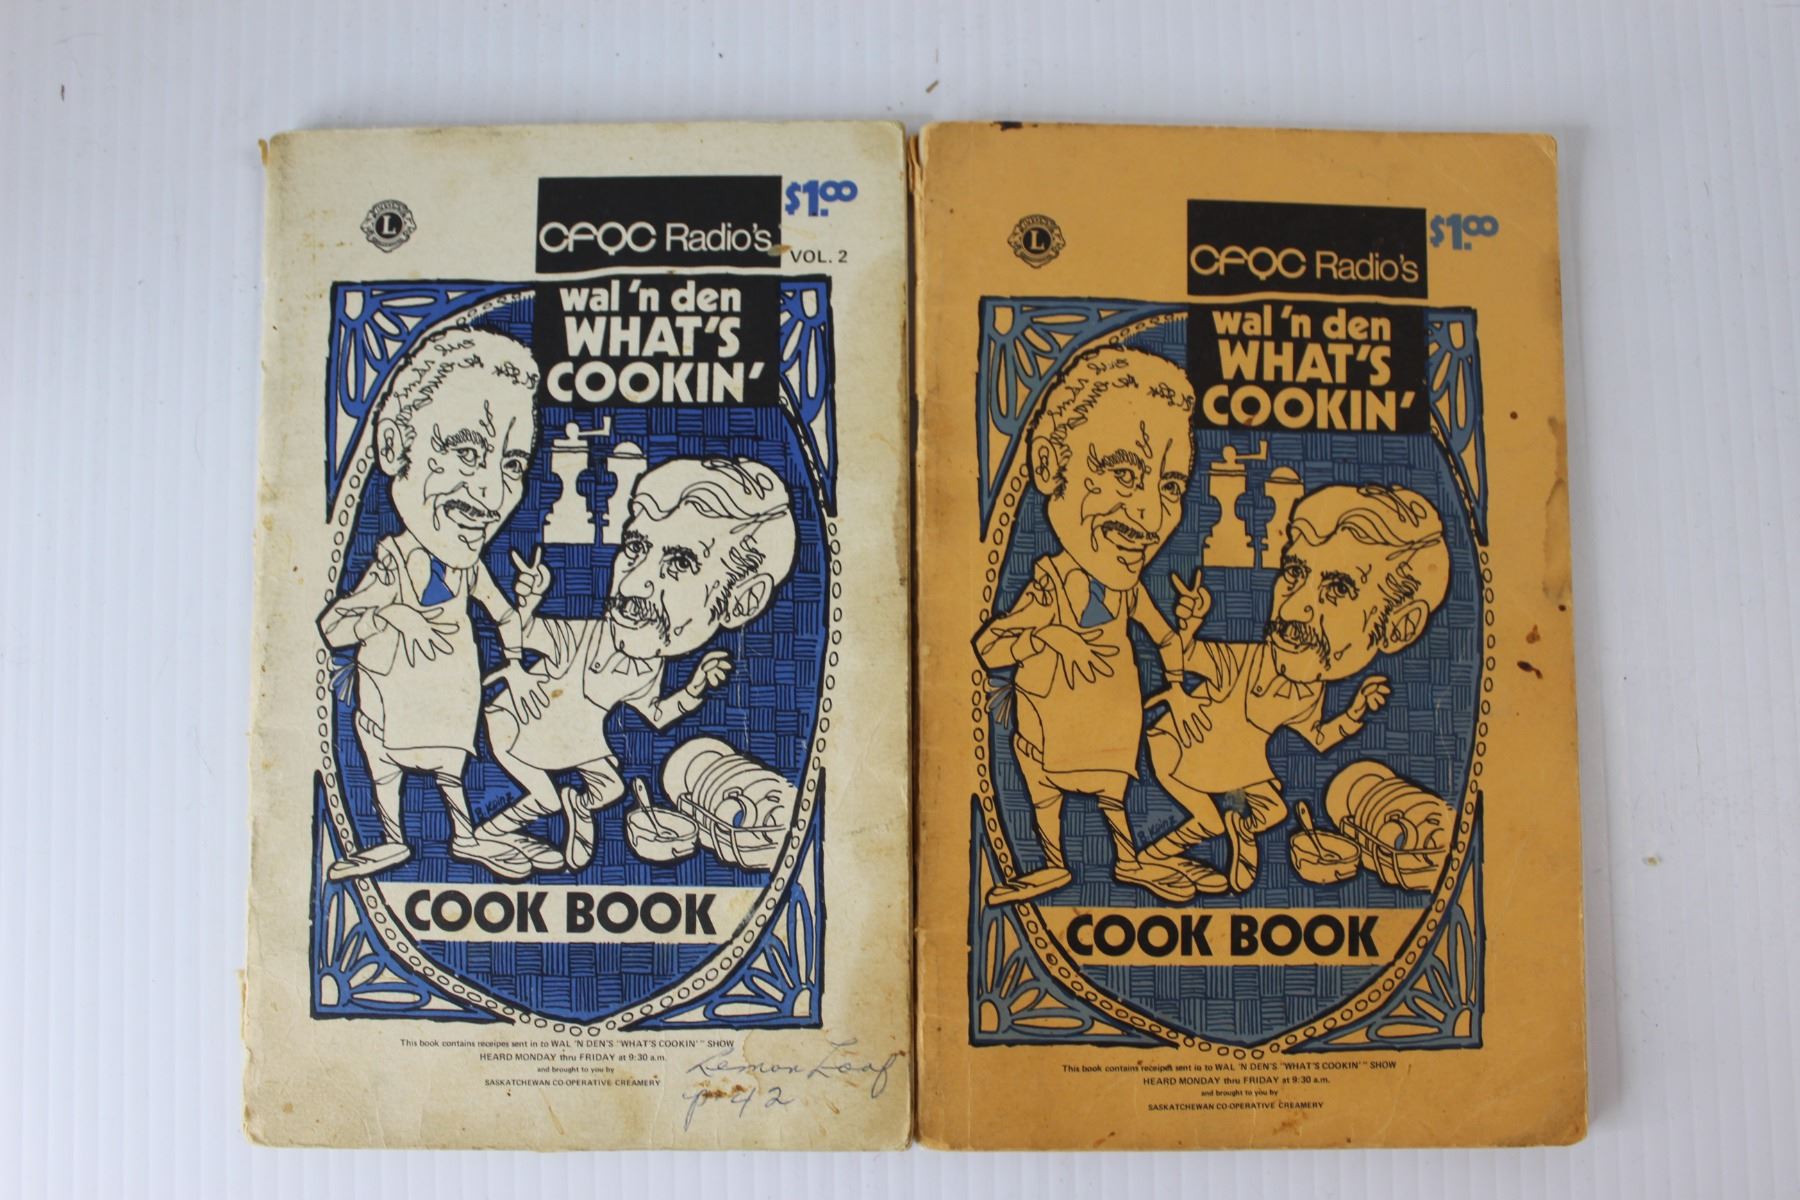 L
CFQC Radio's
$1.00
VOL. 2
wal 'n den
WHAT'S
COOKIN'
R. Keinz
COOK BOOK
This book contains receipes sent in to WAL 'N DEN'S "WHAT'S COOKIN'" SHOW
HEARD MONDAY thru FRIDAY at 9:30 a.m.
and brought to you by
SASKATCHEWAN CO-OPERATIVE CREAMERY
Lemon Loaf
p-42
L
CFQC Radio's
$1.00
wal 'n den
WHAT'S
COOKIN'
R. Keinz
COOK BOOK
This book contains receipes sent in to WAL 'N DEN'S "WHAT'S COOKIN'" SHOW
HEARD MONDAY thru FRIDAY at 9:30 a.m.
and brought to you by
SASKATCHEWAN CO-OPERATIVE CREAMERY